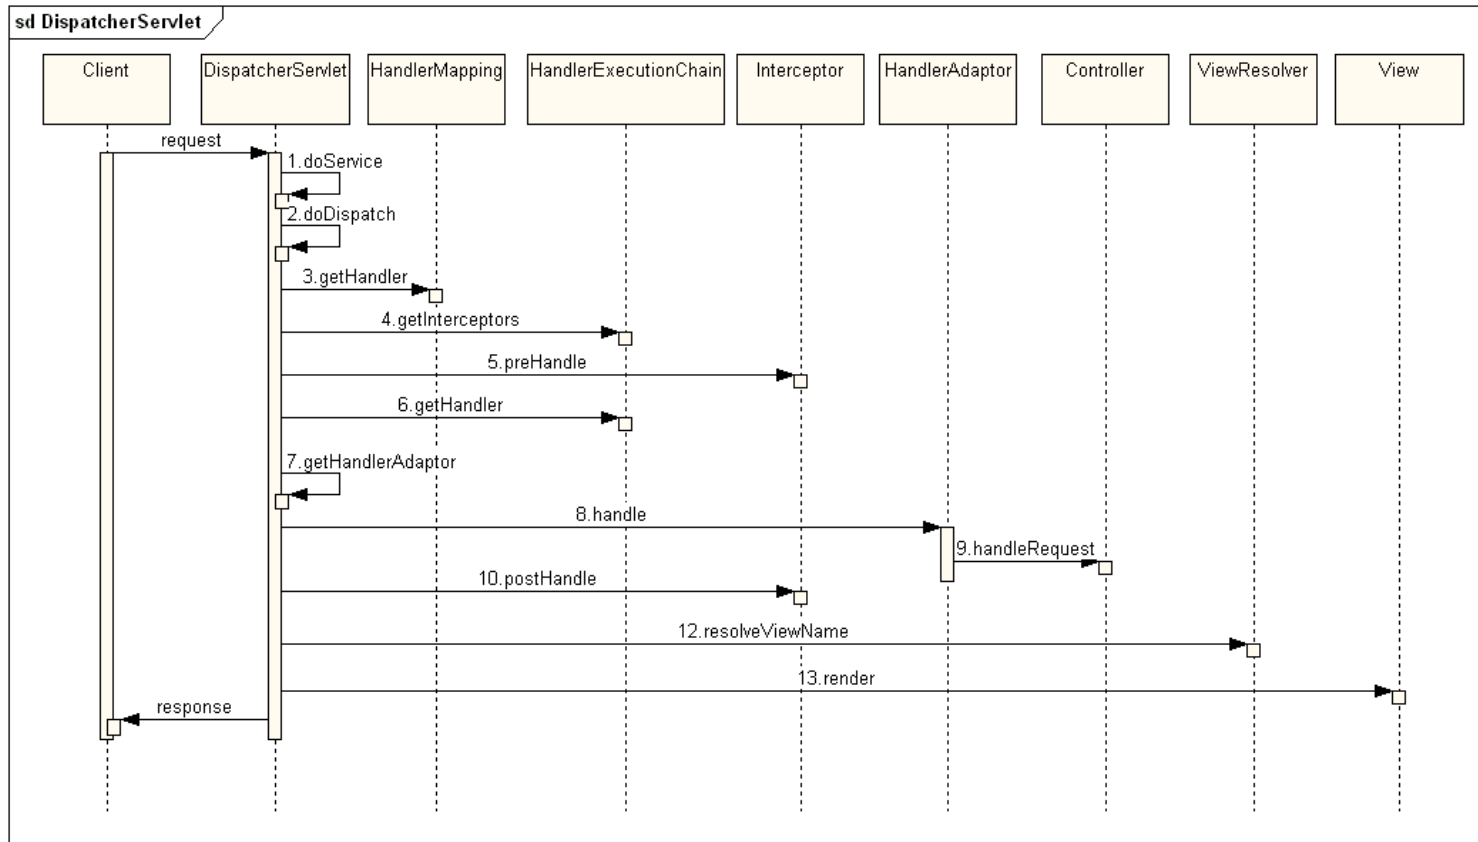 sd DispatcherServlet
Client
DispatcherServlet
HandlerMapping
HandlerExecutionChain
Interceptor
HandlerAdaptor
Controller
ViewResolver
View
request
1.doService
2.doDispatch
3.getHandler
4.getInterceptors
5.preHandle
6.getHandler
7.getHandlerAdaptor
8.handle
9.handleRequest
10.postHandle
12.resolveViewName
13.render
response